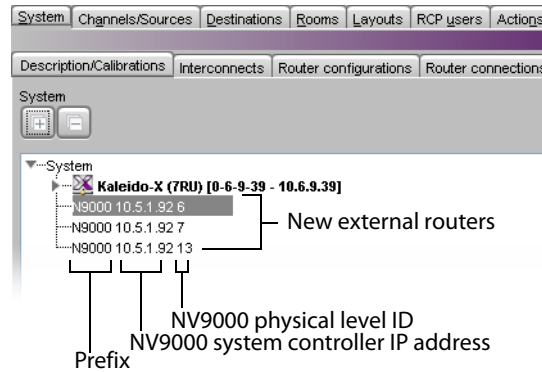 System Channels/Sources Destinations Rooms Layouts RCP users Actions
Description/Calibrations Interconnects Router configurations Router connections
System
System
Kaleido-X (7RU) [0-6-9-39 - 10.6.9.39]
N9000 10.5.1.92 6
N9000 10.5.1.92 7
N9000 10.5.1.92 13
New external routers
NV9000 physical level ID
NV9000 system controller IP address
Prefix